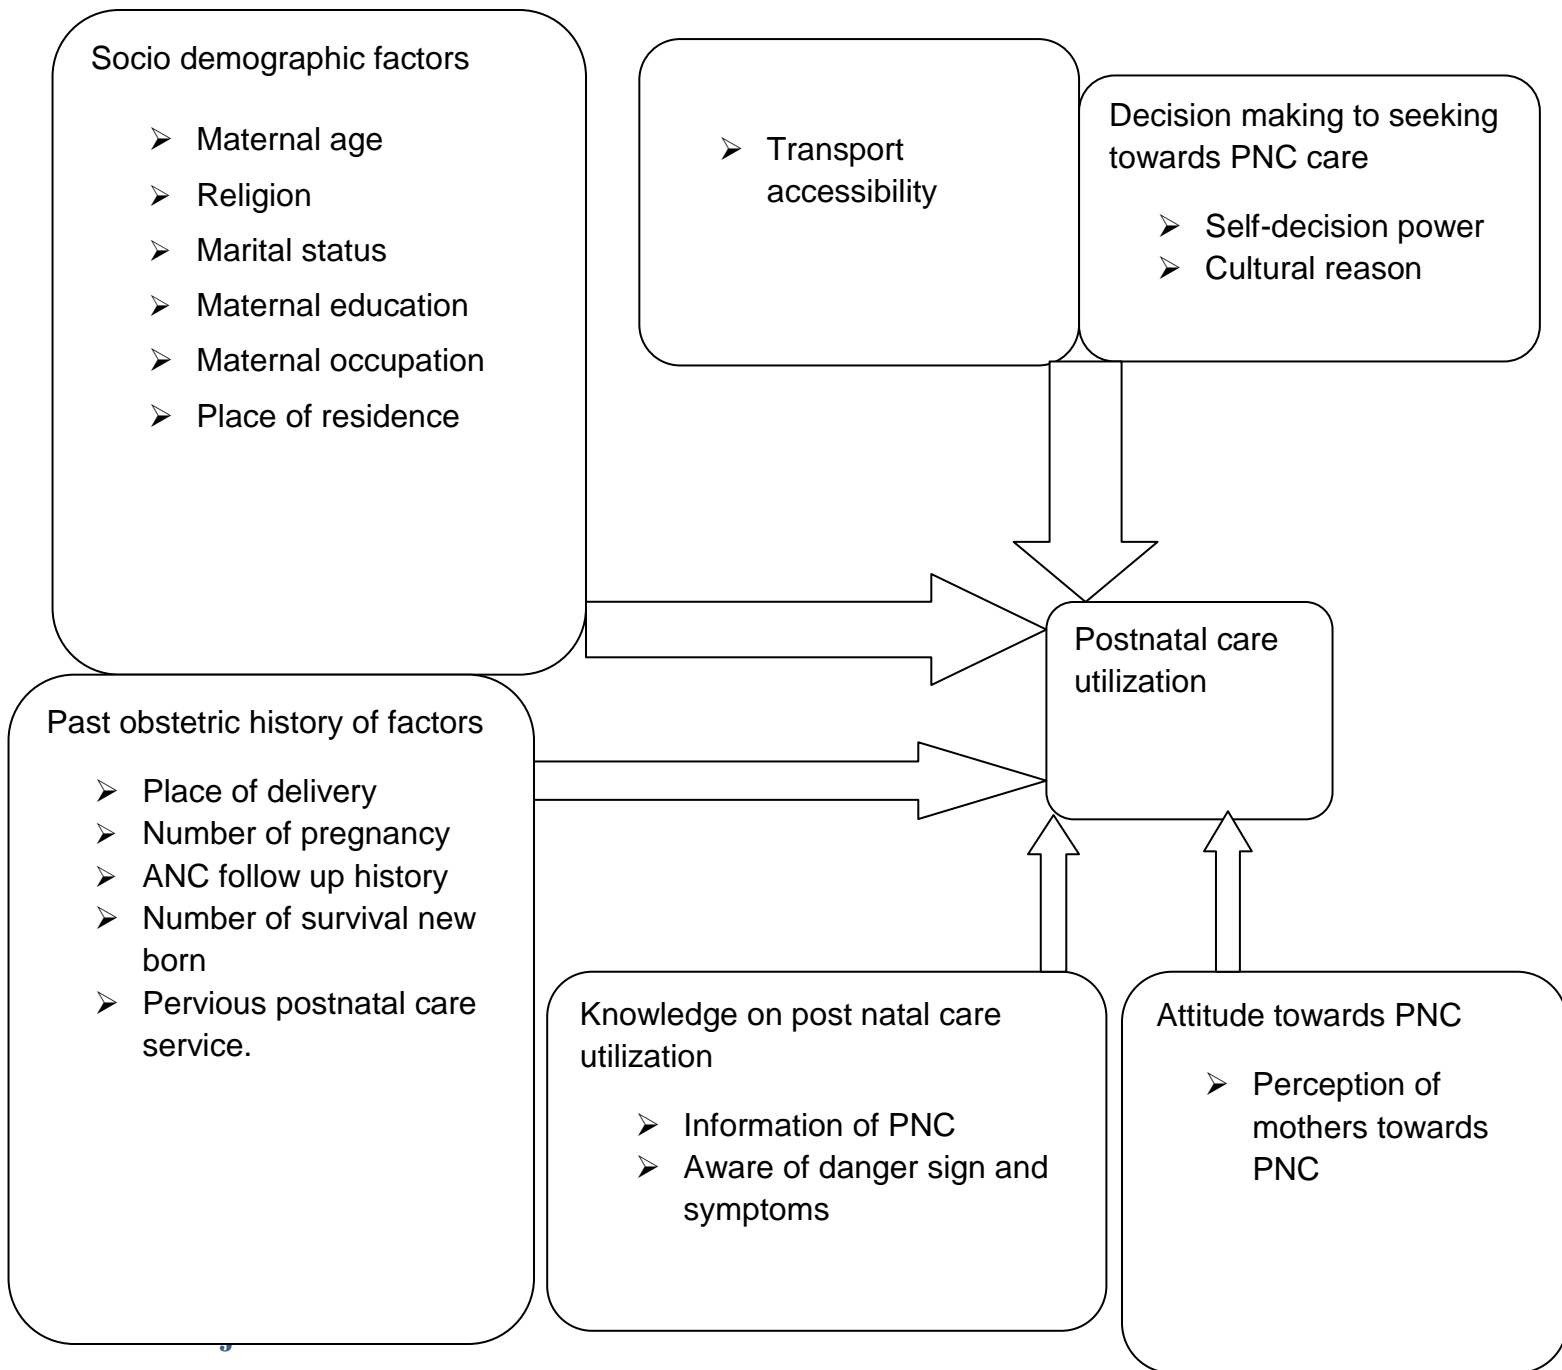 Socio demographic factors
➢ Maternal age
➢ Religion
➢ Marital status
➢ Maternal education
➢ Maternal occupation
➢ Place of residence
➢ Transport
accessibility
Decision making to seeking
towards PNC care
➢ Self-decision power
➢ Cultural reason
Postnatal care
utilization
Past obstetric history of factors
➢ Place of delivery
➢ Number of pregnancy
➢ ANC follow up history
➢ Number of survival new
born
➢ Pervious postnatal care
service.
Knowledge on post natal care
utilization
➢ Information of PNC
➢ Aware of danger sign and
symptoms
Attitude towards PNC
➢ Perception of
mothers towards
PNC